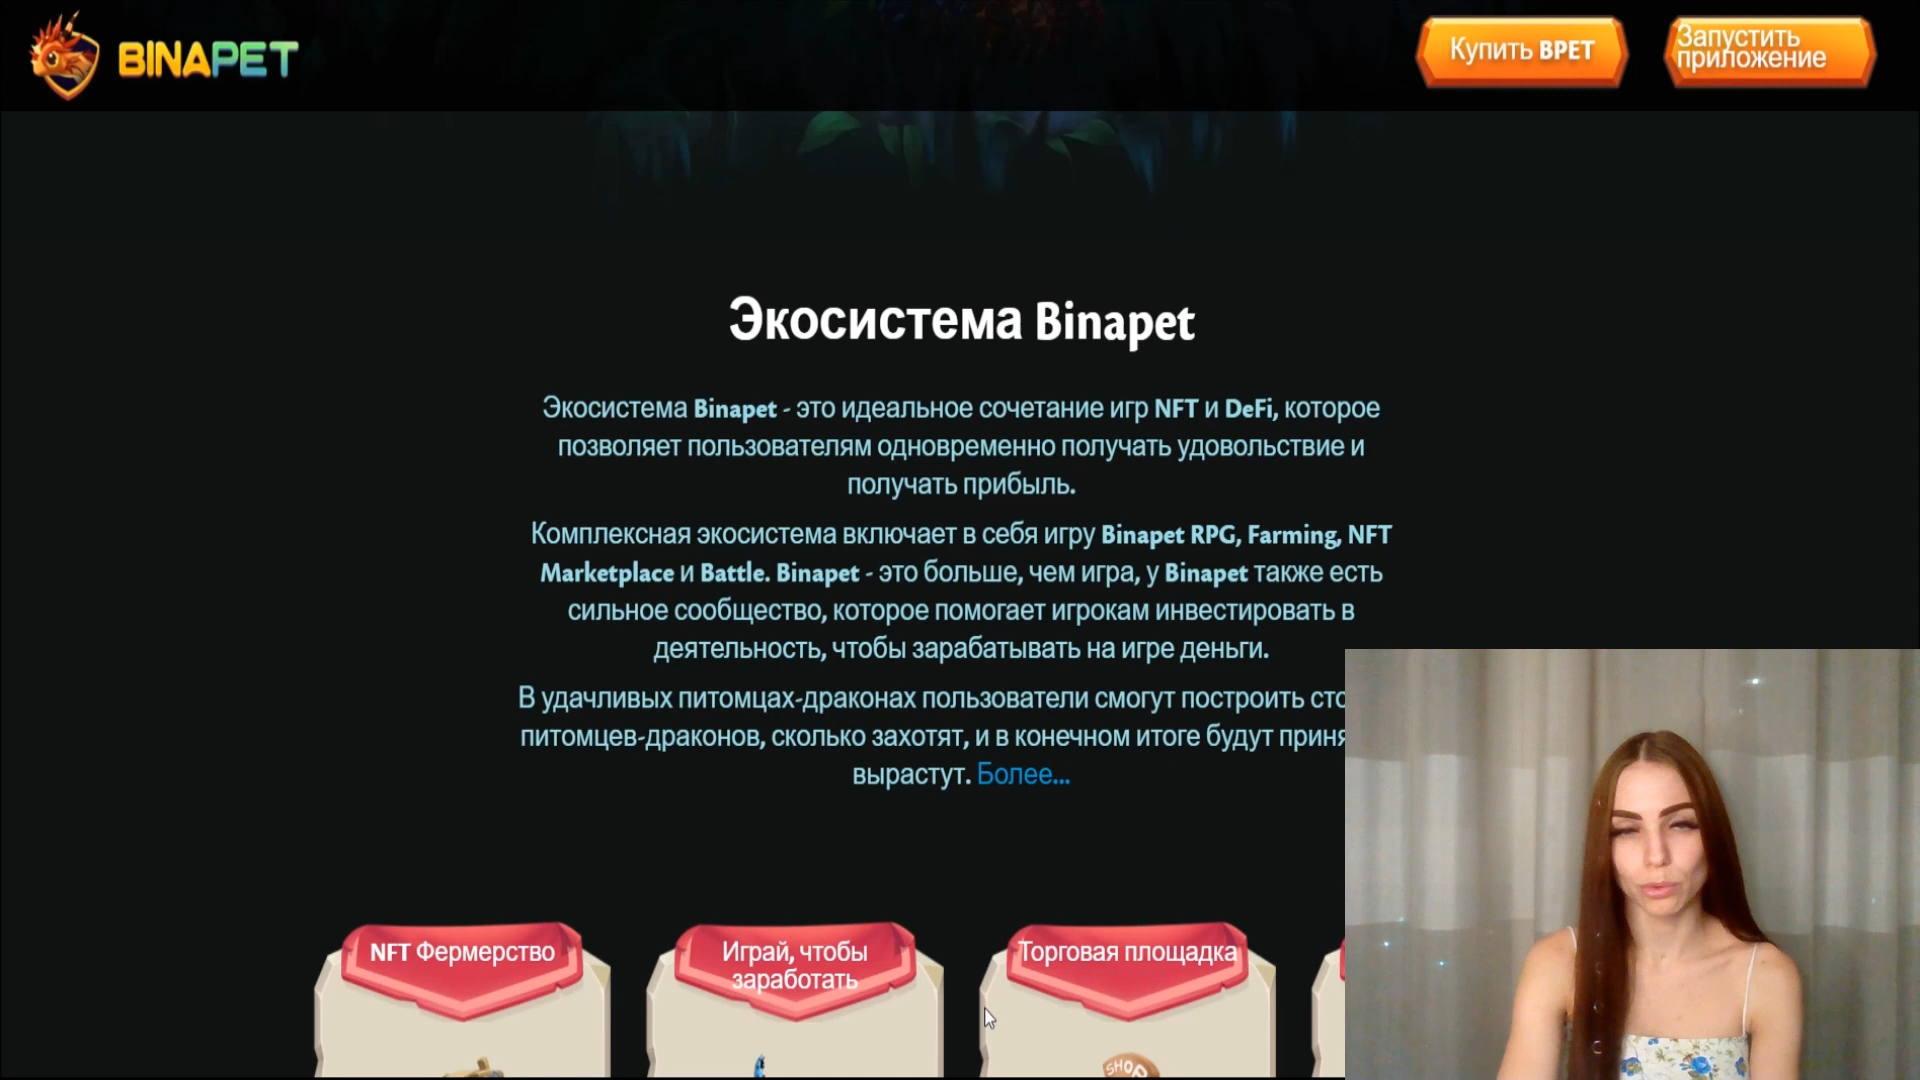 BINAPET
Купить BPET
Запустить
приложение
Экосистема Binapet
Экосистема Binapet - это идеальное сочетание игр NFT и DeFi, которое
позволяет пользователям одновременно получать удовольствие и
получать прибыль.
Комплексная экосистема включает в себя игру Binapet RPG, Farming, NFT
Marketplace и Battle. Binapet - это больше, чем игра, у Binapet также есть
сильное сообщество, которое помогает игрокам инвестировать в
деятельность, чтобы зарабатывать на игре деньги.
В удачливых питомцах-драконах пользователи смогут построить
питомцев-драконов, сколько захотят, и в конечном итоге будут
вырастут. Более...
NFT Фермерство
Играй, чтобы
заработать
Торговая площадка
SHOP